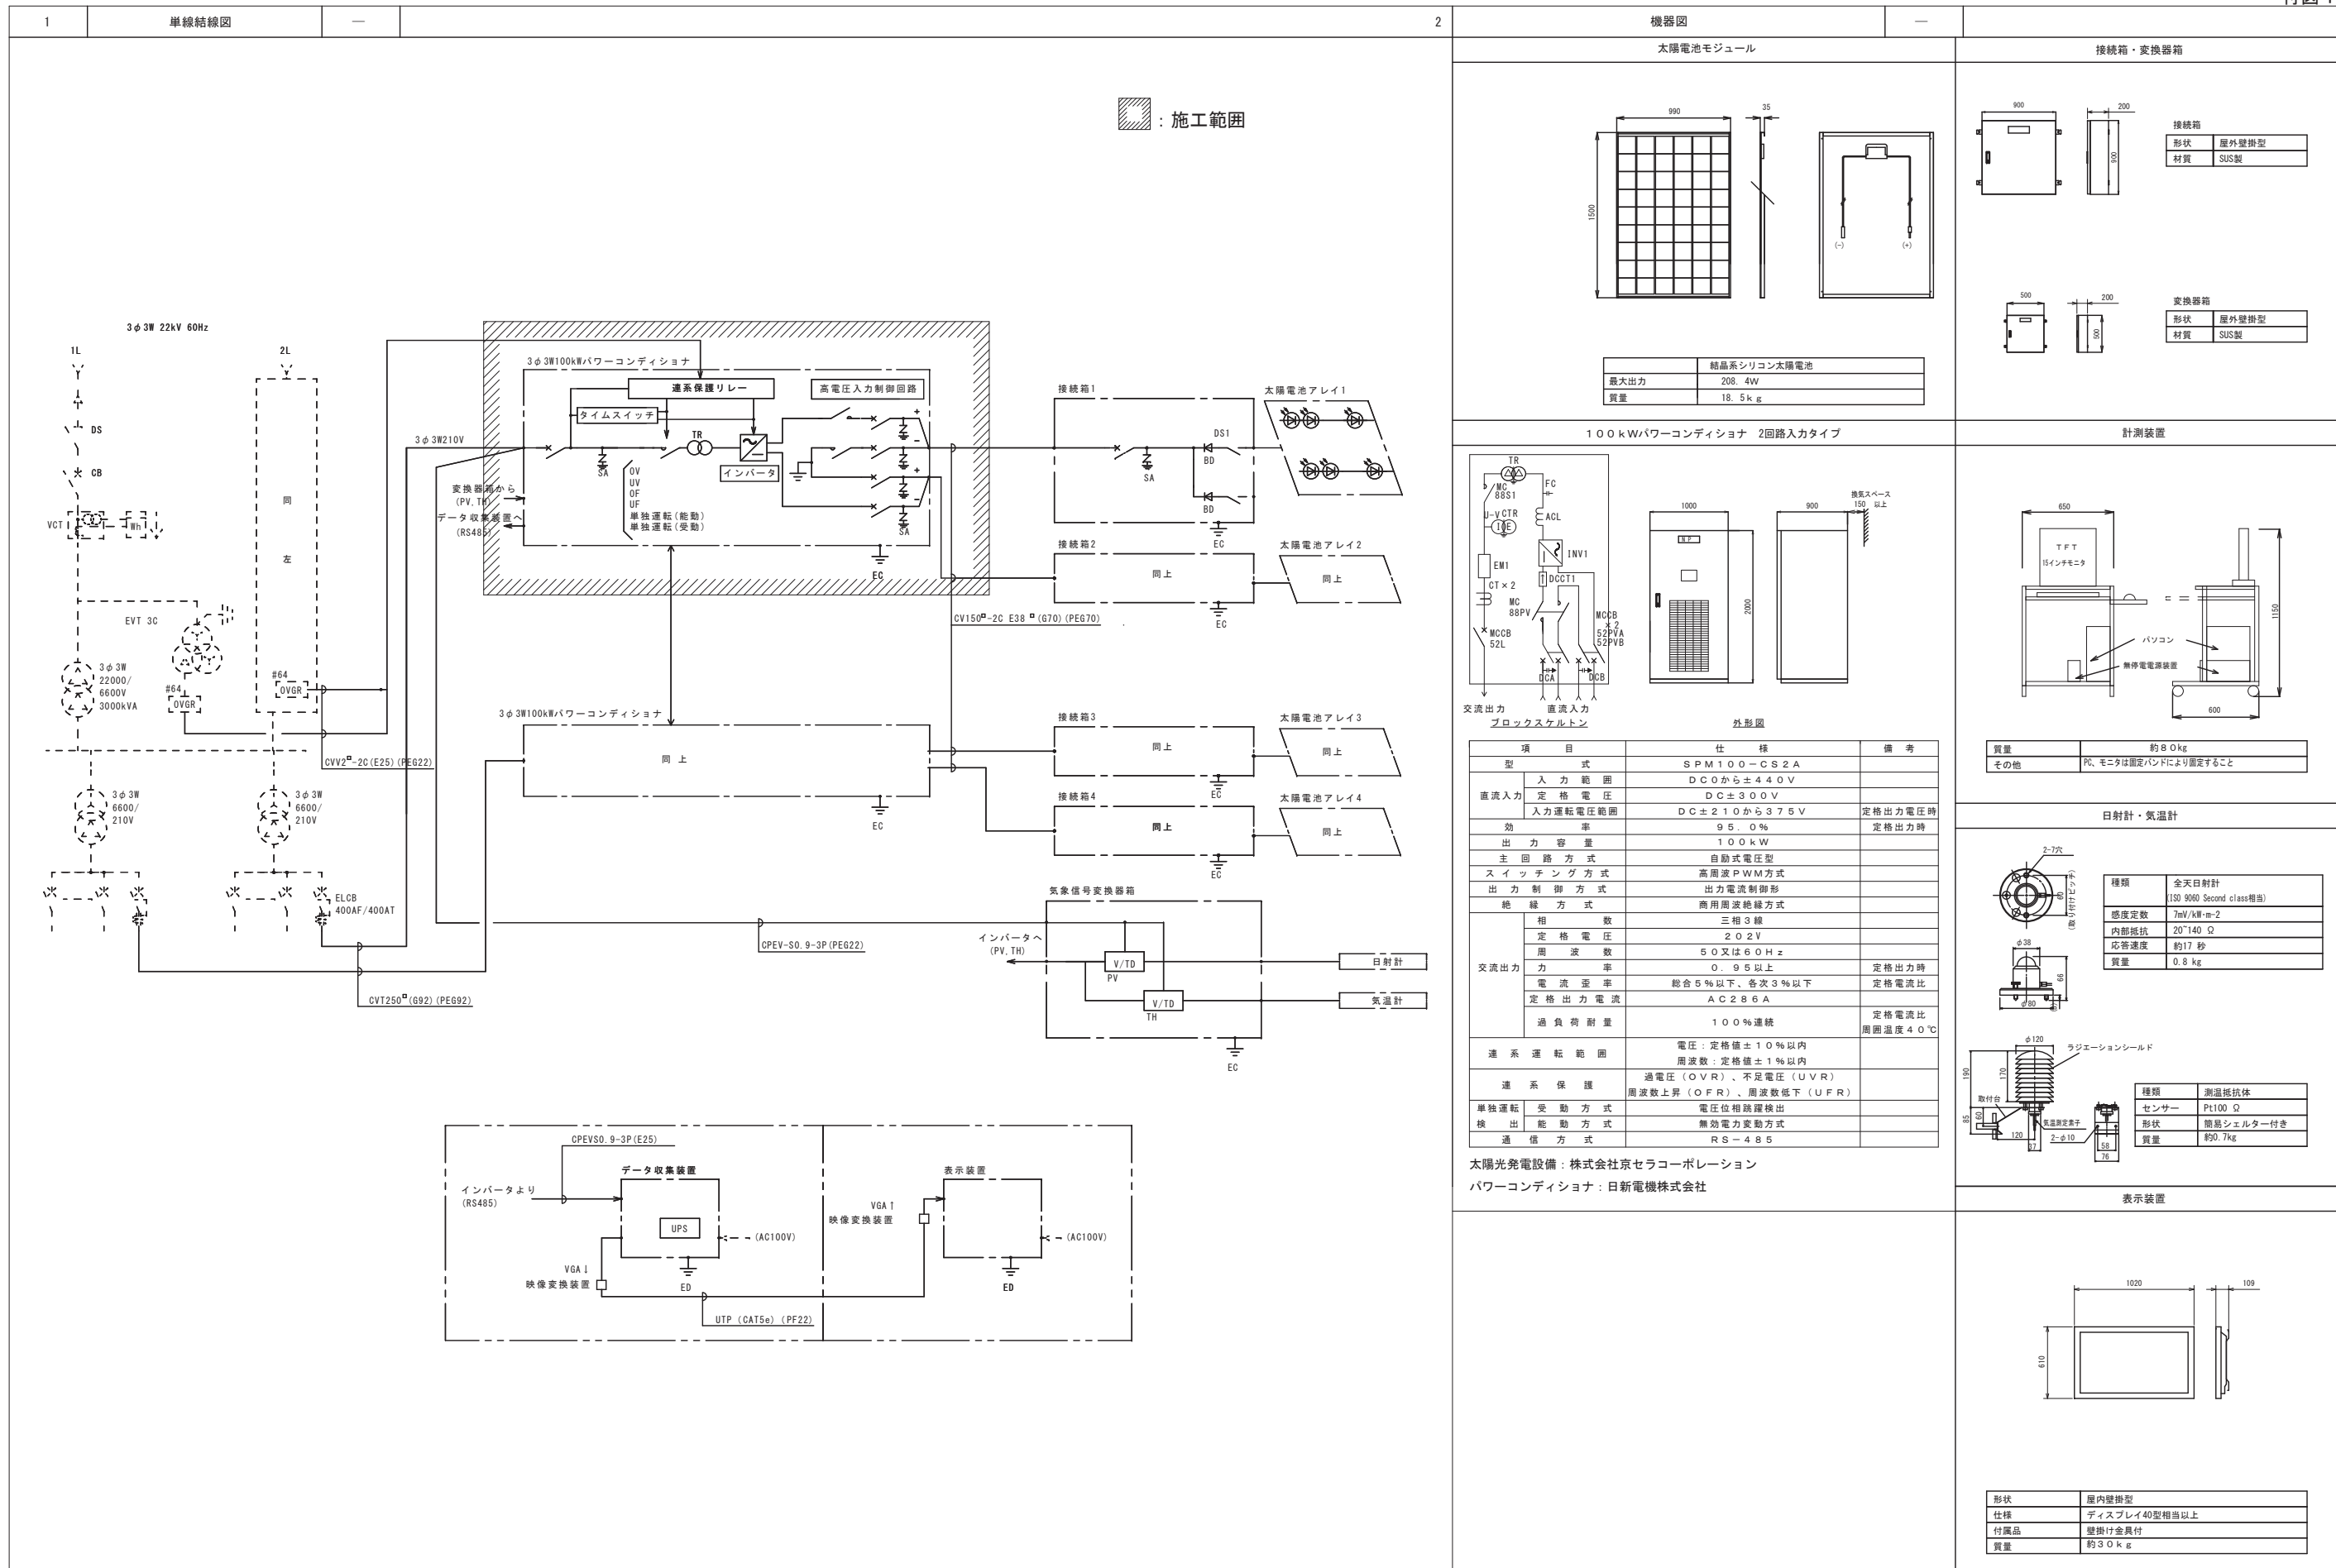 1
単線結線図
―
2
機器図
―
: 施工範囲
3φ3W 22kV 60Hz
1L
2L
DS
CB
VCT
Wh
同
左
EVT 3C
3φ3W
22000/
6600V
3000kVA
#64
OVGR
#64
OVGR
CVV2□-2C(E25)(PEG22)
3φ3W
6600/
210V
3φ3W
6600/
210V
ELCB
400AF/400AT
CVT250□(G92)(PEG92)
3φ3W210V
3φ3W100kWパワーコンディショナ
連系保護リレー
高電圧入力制御回路
タイムスイッチ
TR
インバータ
SA
OV
UV
OF
UF
単独運転(能動)
単独運転(受動)
+
−
+
−
SA
EC
変換器箱から
(PV,TH)
データ収集装置へ
(RS485)
CV150□-2C E38 □(G70)(PEG70)
3φ3W100kWパワーコンディショナ
同上
EC
接続箱1
SA
DS1
BD
BD
EC
太陽電池アレイ1
接続箱2
同上
EC
太陽電池アレイ2
同上
接続箱3
同上
EC
太陽電池アレイ3
同上
接続箱4
同上
EC
太陽電池アレイ4
同上
気象信号変換器箱
インバータへ
(PV,TH)
V/TD
PV
V/TD
TH
EC
日射計
気温計
CPEV-S0.9-3P(PEG22)
CPEVS0.9-3P(E25)
データ収集装置
インバータより
(RS485)
UPS
(AC100V)
ED
VGA↓
映像変換装置
UTP (CAT5e) (PF22)
表示装置
VGA↑
映像変換装置
(AC100V)
ED
太陽電池モジュール
990
35
1500
(-)
(+)
結晶系シリコン太陽電池
最大出力 208.4W
質量 18.5kg
接続箱・変換器箱
900
200
900
接続箱
形状 屋外壁掛型
材質 SUS製
500
200
500
変換器箱
形状 屋外壁掛型
材質 SUS製
100kWパワーコンディショナ 2回路入力タイプ
TR
MC
88S1
FC
U-V CTR
ACL
INV1
EM1
DCCT1
CT×2
MC
88PV
MCCB
×2
52PVA
52PVB
MCCB
52L
DCA
DCB
交流出力
直流入力
ブロックスケルトン
1000
N.P
2000
900
換気スペース
150 以上
外形図
項目 仕様 備考
型式 SPM100-CS2A
直流入力 入力範囲 DC0から±440V
定格電圧 DC±300V
入力運転電圧範囲 DC±210から375V 定格出力電圧時
効率 95.0% 定格出力時
出力容量 100kW
主回路方式 自励式電圧型
スイッチング方式 高周波PWM方式
出力制御方式 出力電流制御形
絶縁方式 商用周波絶縁方式
交流出力 相数 三相3線
定格電圧 202V
周波数 50又は60Hz
力率 0.95以上 定格出力時
電流歪率 総合5%以下、各次3%以下 定格電流比
定格出力電流 AC286A
過負荷耐量 100%連続 定格電流比
周囲温度40℃
連系運転範囲 電圧:定格値±10%以内
周波数:定格値±1%以内
連系保護 過電圧(OVR)、不足電圧(UVR)
周波数上昇(OFR)、周波数低下(UFR)
単独運転 受動方式 電圧位相跳躍検出
検出 能動方式 無効電力変動方式
通信方式 RS-485
太陽光発電設備:株式会社京セラコーポレーション
パワーコンディショナ:日新電機株式会社
計測装置
650
TFT
15インチモニタ
パソコン
無停電電源装置
1150
600
質量 約80kg
その他 PC、モニタは固定バンドにより固定すること
日射計・気温計
2-7穴
60
(取り付けピッチ)
φ38
66
φ80
種類 全天日射計
(ISO 9060 Second class相当)
感度定数 7mV/kW·m-2
内部抵抗 20~140 Ω
応答速度 約17 秒
質量 0.8 kg
φ120
ラジエーションシールド
190
170
取付台
85
60
120
37
気温測定素子
2-φ10
58
76
種類 測温抵抗体
センサー Pt100 Ω
形状 簡易シェルター付き
質量 約0.7kg
表示装置
1020
109
610
形状 屋内壁掛型
仕様 ディスプレイ40型相当以上
付属品 壁掛け金具付
質量 約30kg